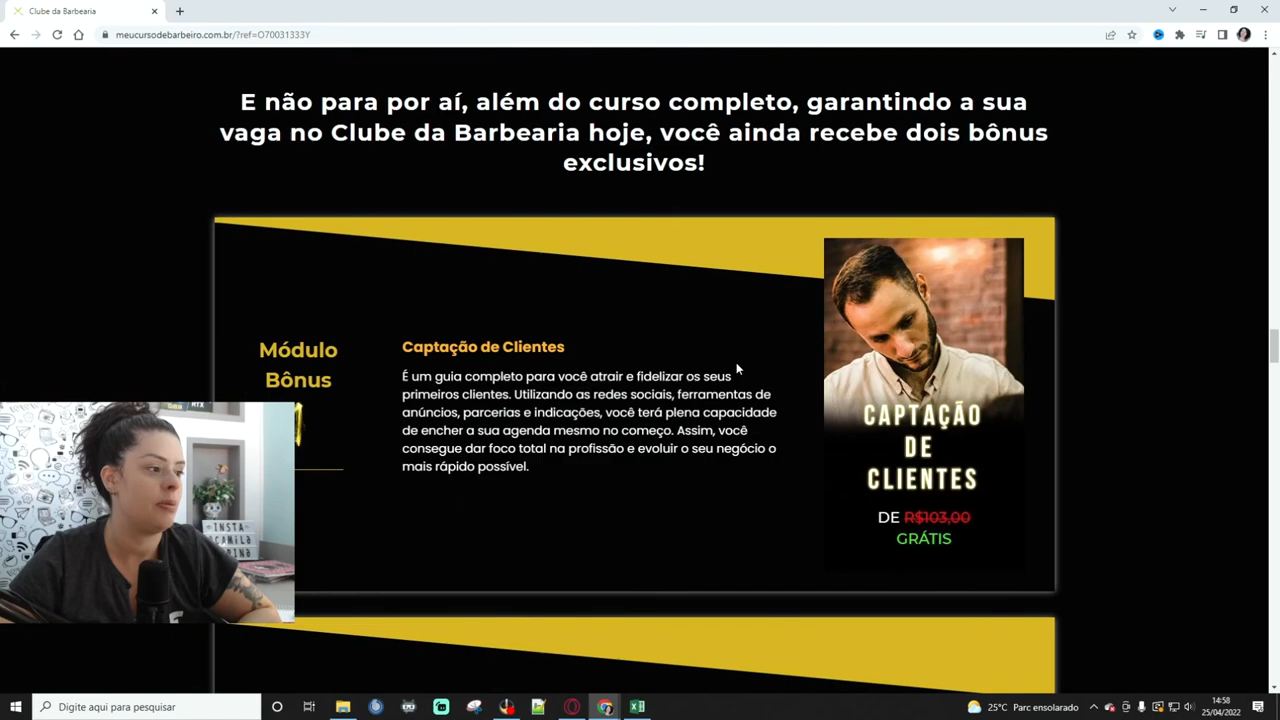 Clube da Barbearia
meucursodebarbeiro.com.br/?ref=O70031333Y
E não para por aí, além do curso completo, garantindo a sua
vaga no Clube da Barbearia hoje, você ainda recebe dois bônus
exclusivos!
Módulo
Bônus
Captação de Clientes
É um guia completo para você atrair e fidelizar os seus
primeiros clientes. Utilizando as redes sociais, ferramentas de
anúncios, parcerias e indicações, você terá plena capacidade
de encher a sua agenda mesmo no começo. Assim, você
consegue dar foco total na profissão e evoluir o seu negócio o
mais rápido possível.
CAPTAÇÃO
DE
CLIENTES
DE R$103,00
GRÁTIS
INSTA
Digite aqui para pesquisar
25°C Parc ensolarado
14:58
25/04/2022